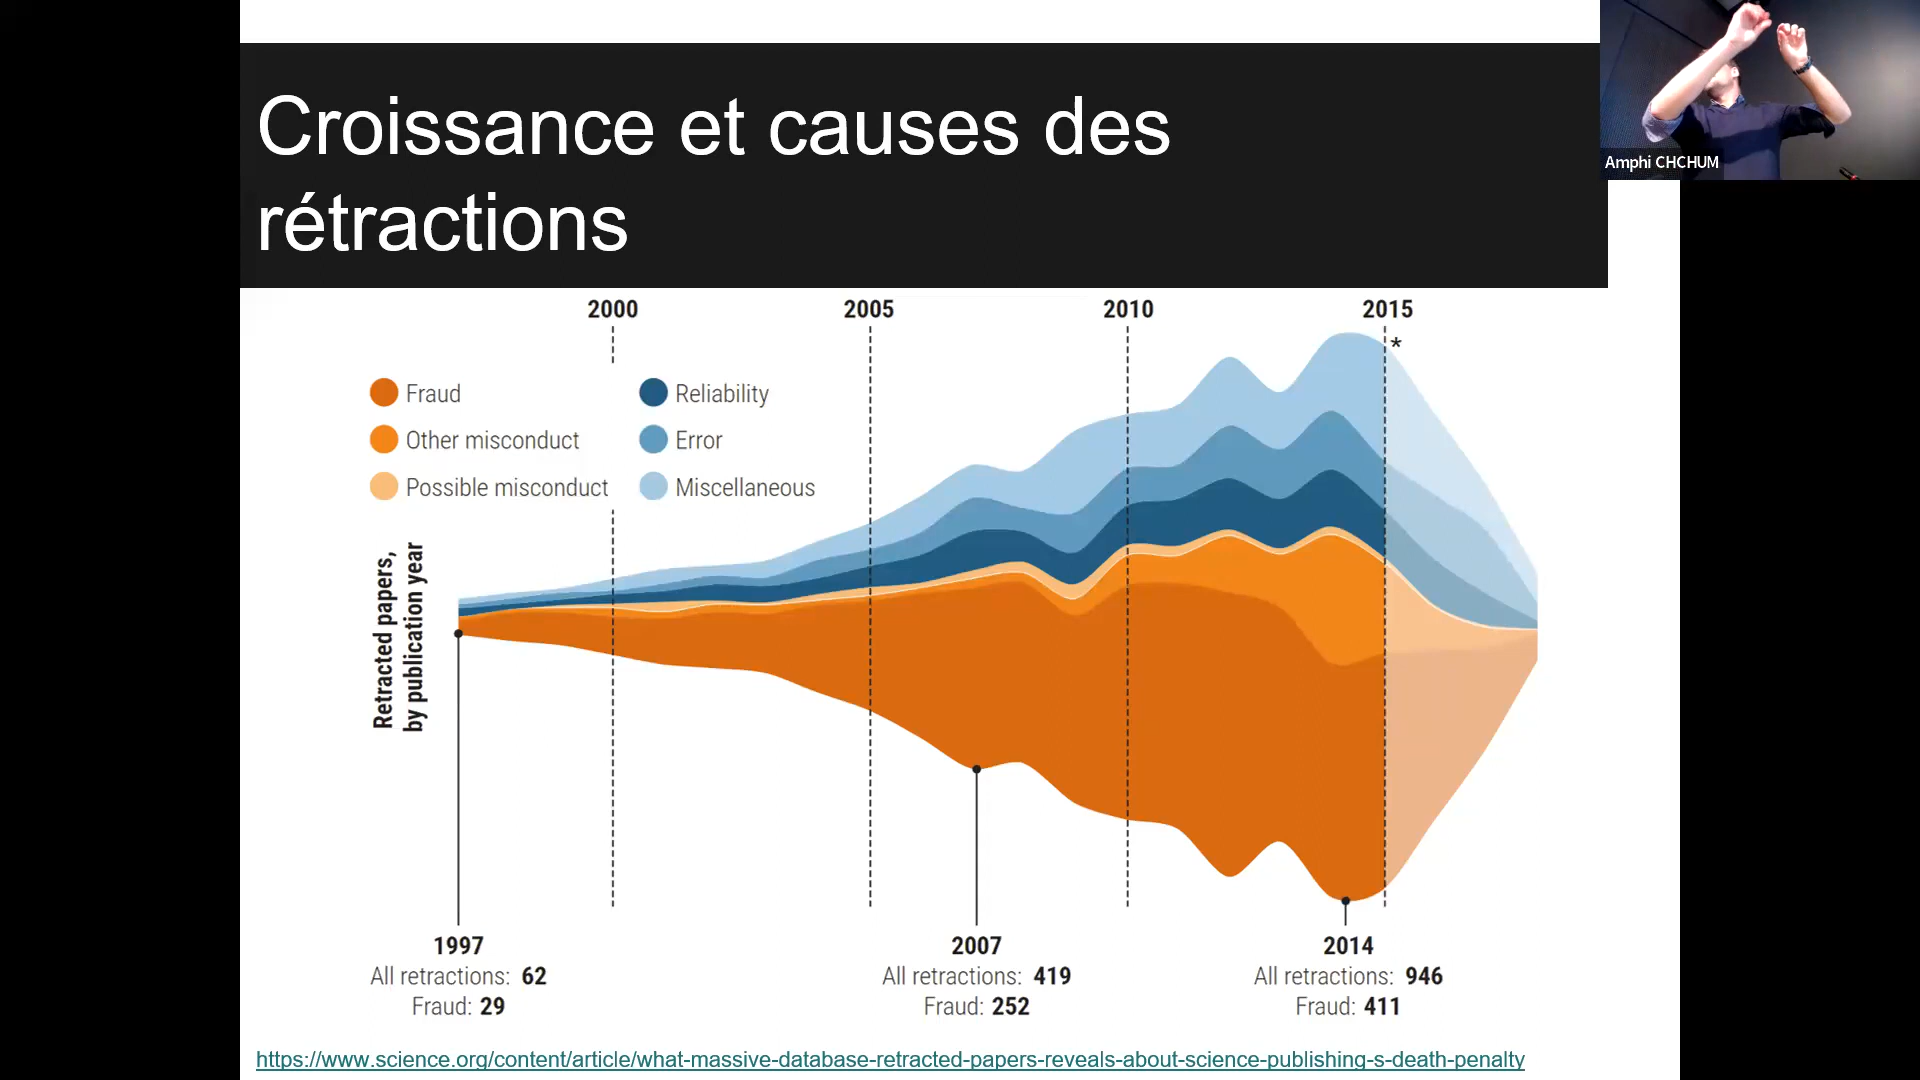 Croissance et causes des
rétractions
Amphi CHCHUM
2000
2005
2010
2015
*
Fraud
Other misconduct
Possible misconduct
Reliability
Error
Miscellaneous
Retracted papers,
by publication year
1997
All retractions: 62
Fraud: 29
2007
All retractions: 419
Fraud: 252
2014
All retractions: 946
Fraud: 411
https://www.science.org/content/article/what-massive-database-retracted-papers-reveals-about-science-publishing-s-death-penalty